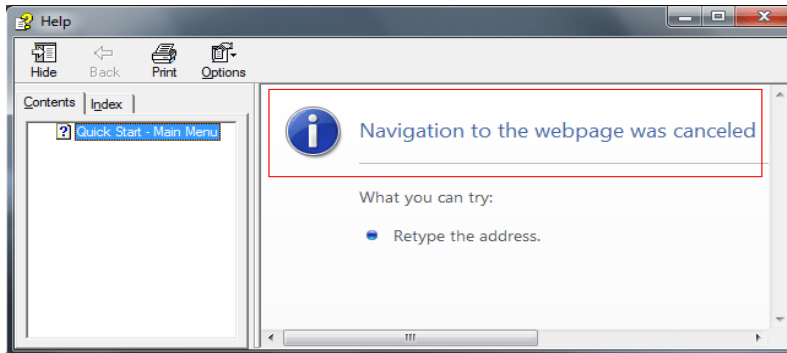 Help
Hide Back Print Options
Contents Index
Quick Start - Main Menu
Navigation to the webpage was canceled
What you can try:
Retype the address.